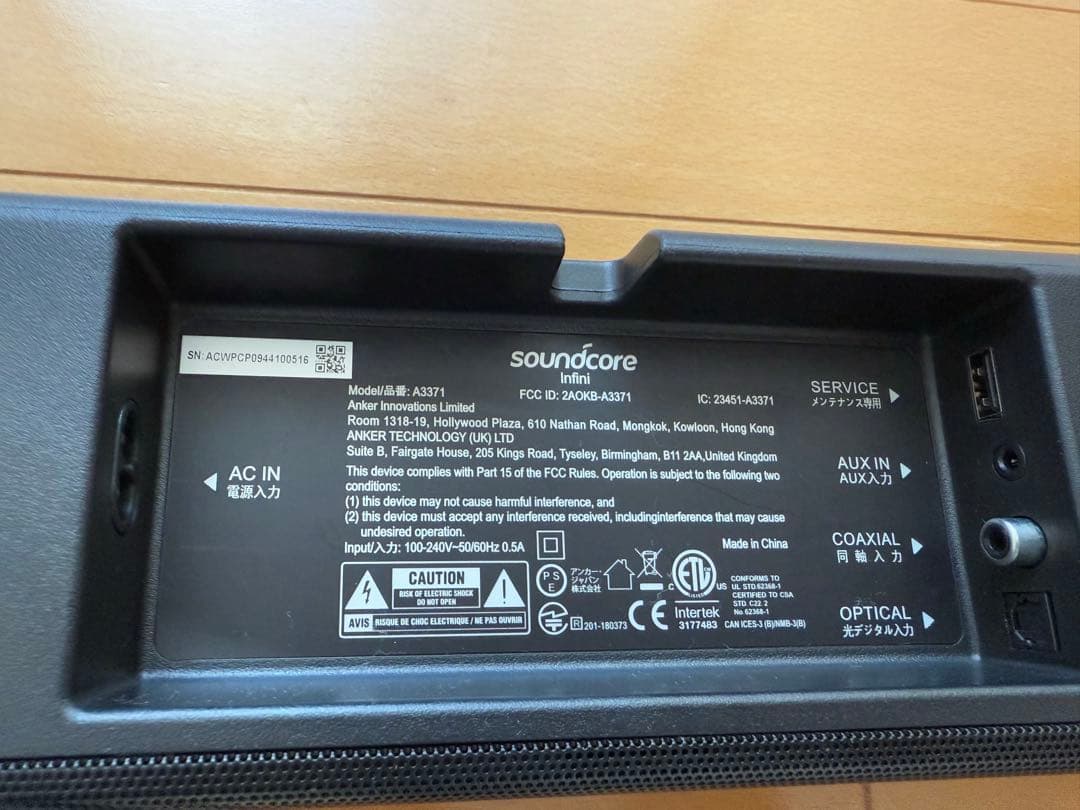 SN: ACWPCP0944100516
soundcore
Infini
Model/品番: A3371
FCC ID: 2AOKB-A3371
IC: 23451-A3371
Anker Innovations Limited
Room 1318-19, Hollywood Plaza, 610 Nathan Road, Mongkok, Kowloon, Hong Kong
ANKER TECHNOLOGY (UK) LTD
Suite B, Fairgate House, 205 Kings Road, Tyseley, Birmingham, B11 2AA,United Kingdom
This device complies with Part 15 of the FCC Rules. Operation is subject to the following two
conditions:
(1) this device may not cause harmful interference, and
(2) this device must accept any interference received, includinginterference that may cause
undesired operation.
Input/入力: 100-240V~50/60Hz 0.5A
Made in China
CAUTION
RISK OF ELECTRIC SHOCK
DO NOT OPEN
AVIS RISQUE DE CHOC ELECTRIQUE / NE PAS OUVRIR
PS
E
アンカー・
ジャパン
株式会社
R 201-180373
CE
c ETL CM US
Intertek
3177483
CONFORMS TO
UL STD.62368-1
CERTIFIED TO CSA
STD. C22 2
No.62368-1
CAN ICES-3 (B)/NMB-3(B)
AC IN
電源入力
SERVICE
メンテナンス専用
AUX IN
AUX入力
COAXIAL
同軸入力
OPTICAL
光デジタル入力